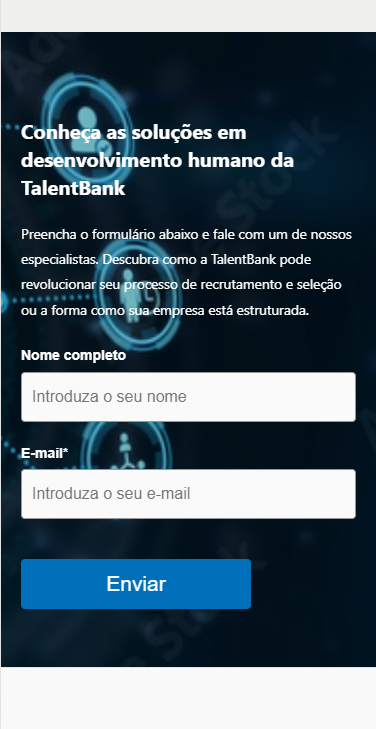 Conheça as soluções em
desenvolvimento humano da
TalentBank
Preencha o formulário abaixo e fale com um de nossos
especialistas. Descubra como a TalentBank pode
revolucionar seu processo de recrutamento e seleção
ou a forma como sua empresa está estruturada.
Nome completo
Introduza o seu nome
E-mail*
Introduza o seu e-mail
Enviar